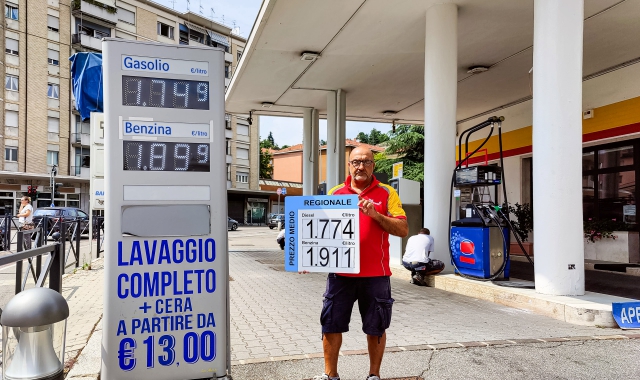 Gasolio €/litro
1.749
Benzina €/litro
1.899
LAVAGGIO
COMPLETO
+ CERA
A PARTIRE DA
€ 13,00
REGIONALE
PREZZO MEDIO
Diesel €/litro
1.774
Benzina €/litro
1.911